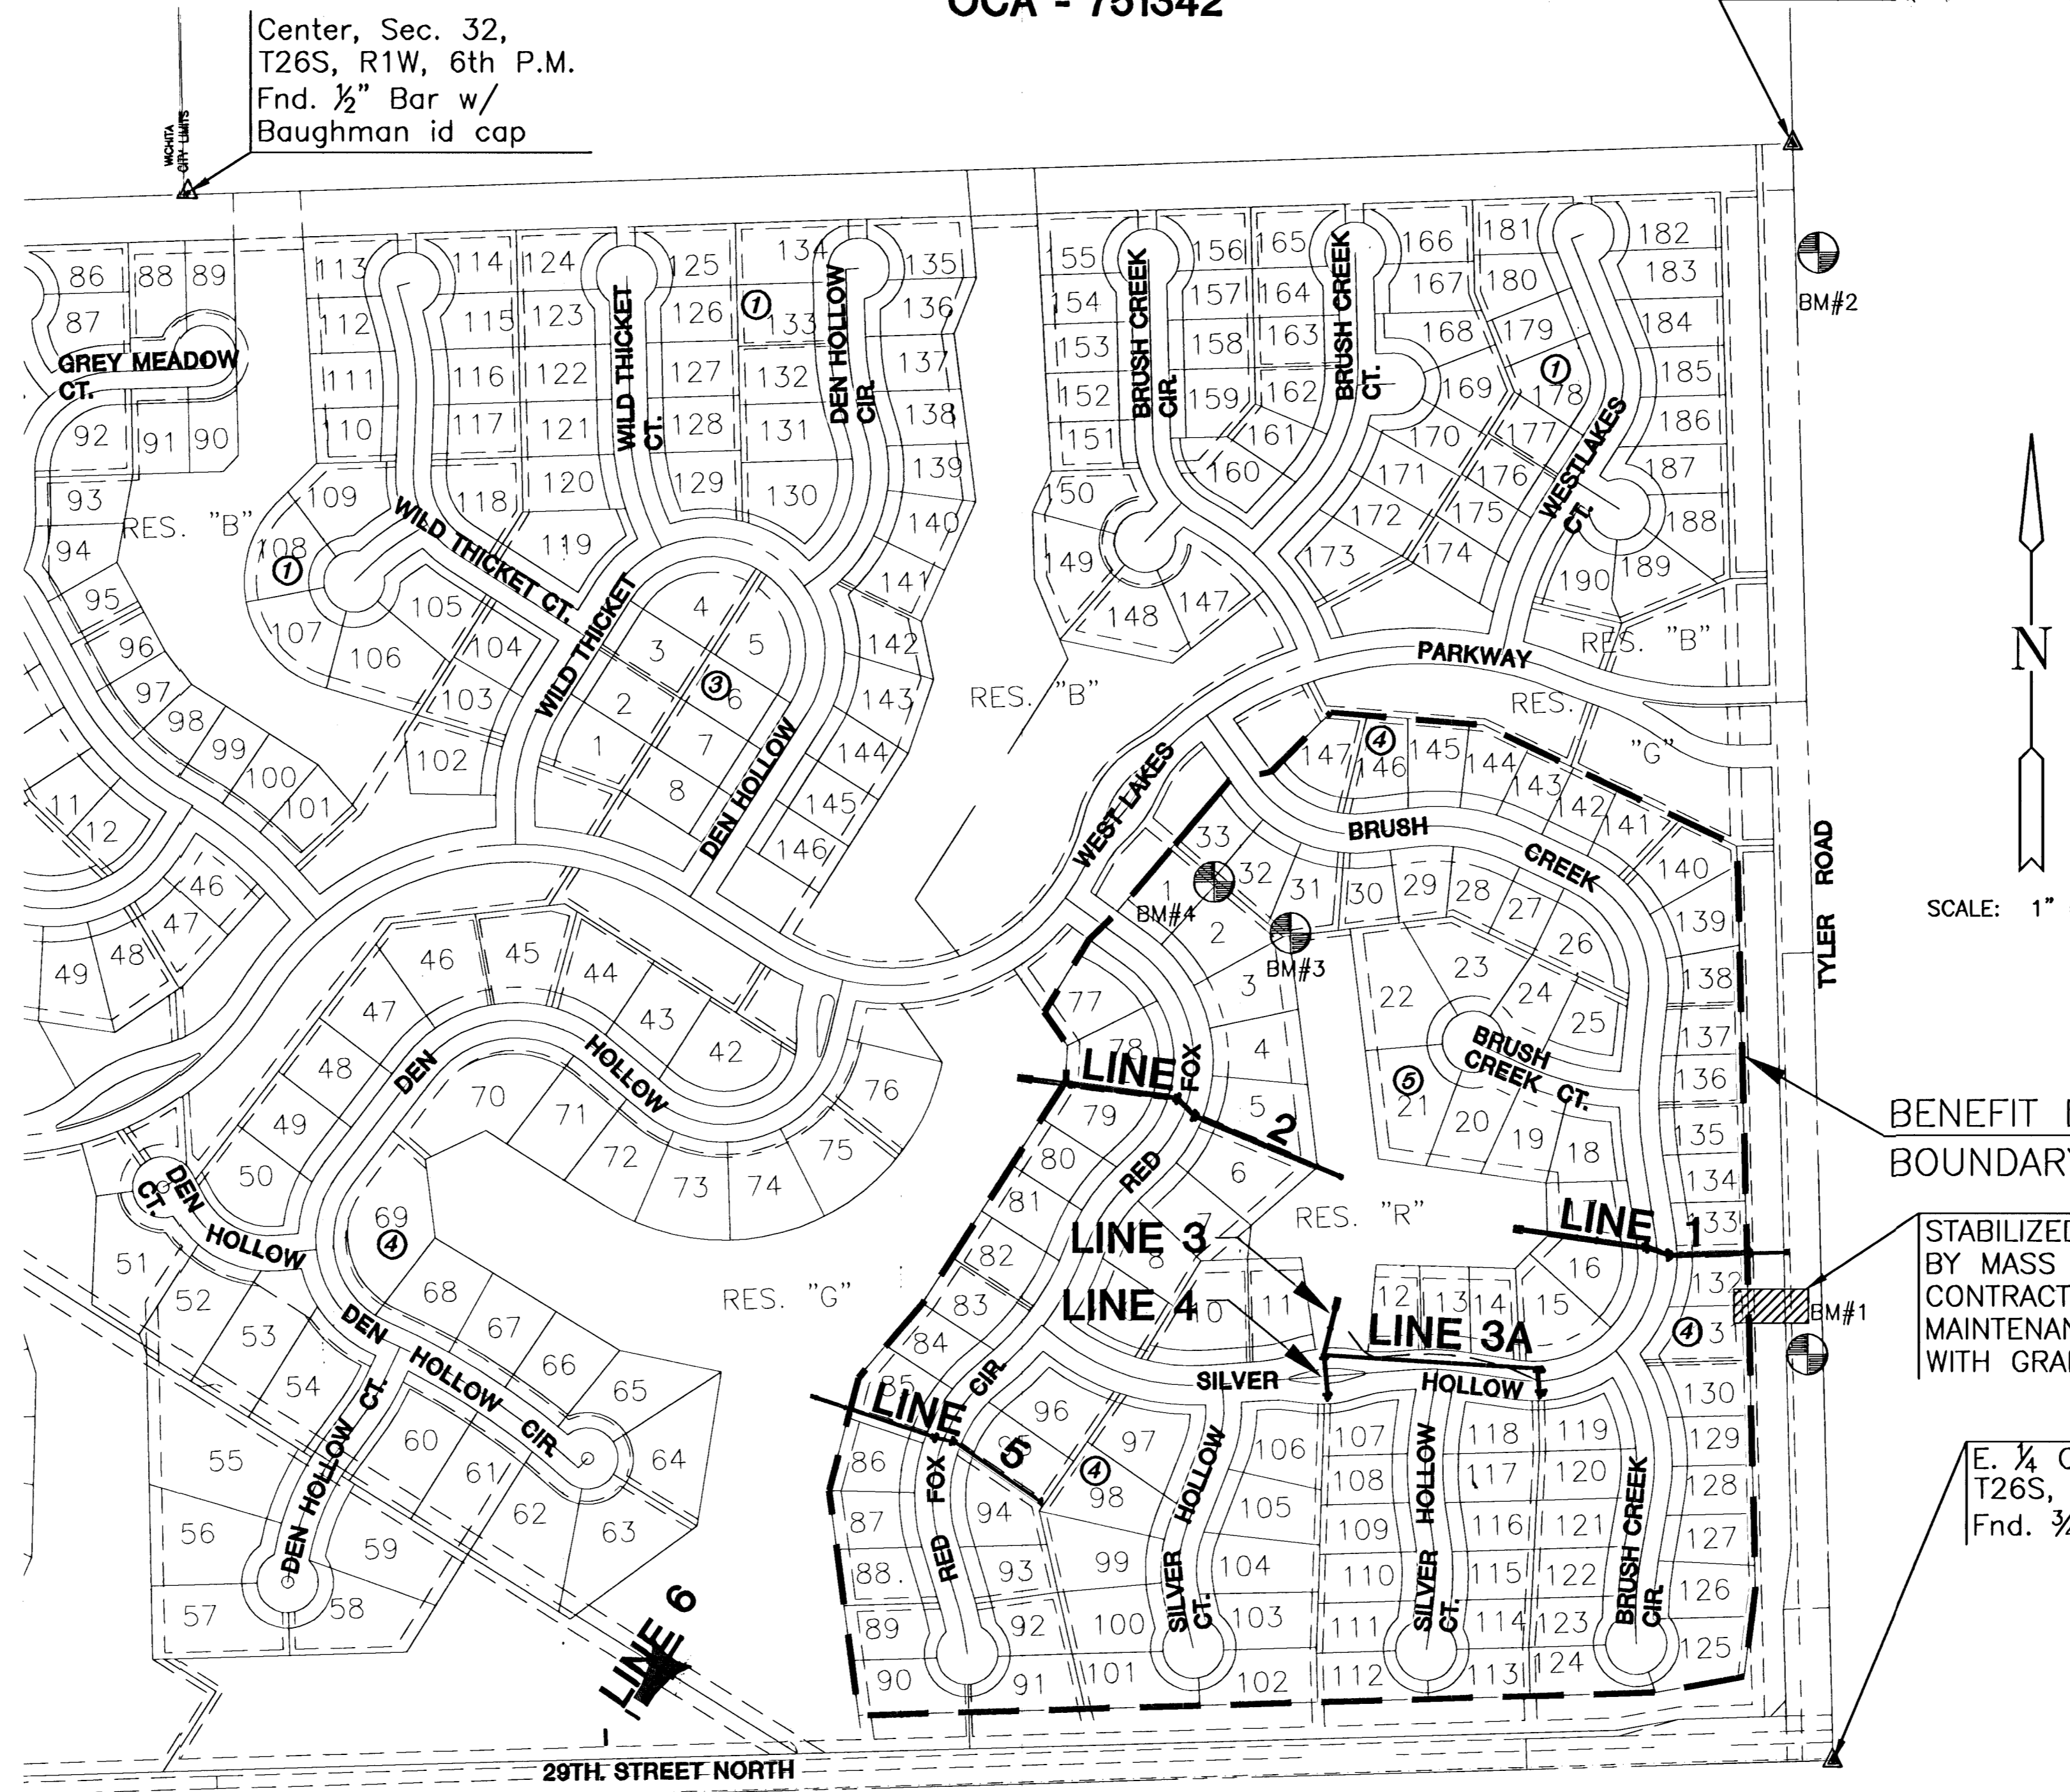 OCA - 751342
Center, Sec. 32,
T26S, R1W, 6th P.M.
Fnd. ½" Bar w/
Baughman id cap
WICHITA
CITY LIMITS
86 88 89
87
GREY MEADOW
CT.
92 91 90
93
RES. "B"
94
95
96
97
98
99
100
101
113 114 124 125 134 135
112 115 123 126 ① 133 136
111 116 122 127 132 137
110 117 121 128 131 138
109 118 120 129 130 139
WILD THICKET
CT.
DEN HOLLOW
CIR.
WILD THICKET CT.
108 119 140
①
107 105 141
106 104 142
103 143
102 144
145
146
WILD THICKET
4
3 5
2 ③ 6
1 7
8
DEN HOLLOW
155 156 165 166 181 182
154 157 164 167 180 183
153 158 163 168 179 184
152 159 162 169 178 185
151 161 170 177 186
150 160 171 176 187
149 172 175 188
148 147 173 174 190 189
BRUSH CREEK
CIR.
BRUSH CREEK
CT.
①
WESTLAKES
CT.
BM#2
PARKWAY
RES. "B"
RES. "B"
RES.
"G"
N
SCALE: 1"
TYLER ROAD
WEST LAKES
147 ④ 146 145 144 143 142 141
140
139
138
137
136
135
134
133
132
BRUSH
CREEK
33 32 31 30 29 28 27 26
1
BM#4
2
BM#3
3
4
5
6
7
8
10 11
22 23 24 25
BRUSH
CREEK CT.
⑤
21 20 19 18
RES. "R"
16
12 13 14 15
11
12
46
47
48
49
46 45 44 43 42
47
48
49
50
DEN
HOLLOW
70 71 72 73 74 75 76
69
④
68
67
66
65
64
63
62
61
60
59
58
57
56
55
54
53
52
51
DEN HOLLOW
CT.
DEN
HOLLOW
CIR.
DEN HOLLOW CT.
RES. "G"
77
78
79
80
81
82
83
84
85
86
87
88
89
90
LINE 2
FOX
RED
CIR.
LINE 1
LINE 3
LINE 4
LINE 3A
LINE 5
LINE 6
SILVER
HOLLOW
④
BM#1
BENEFIT
BOUNDARY
STABILIZED
BY MASS
CONTRACT
WITH
96 97 106 107 118 119 130
98 105 108 117 120 129
④
94 99 104 109 116 121 128
93 100 103 110 115 122 127
92 101 102 111 114 123 126
91 112 113 124 125
RED FOX
SILVER HOLLOW
CT.
SILVER HOLLOW
CT.
BRUSH CREEK
CIR.
E. ¼
T26S,
Fnd.
29TH. STREET NORTH